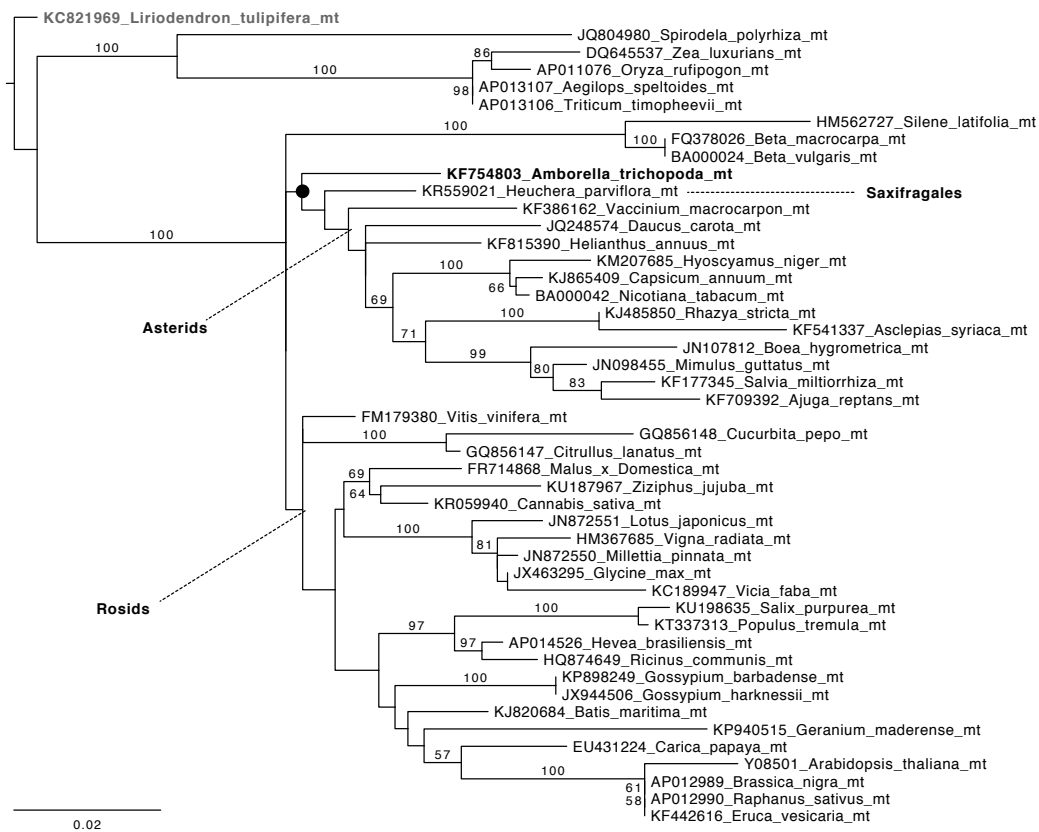 KC821969_Liriodendron_tulipifera_mt
JQ804980_Spirodela_polyrhiza_mt
100
86
DQ645537_Zea_luxurians_mt
AP011076_Oryza_rufipogon_mt
100
98
AP013107_Aegilops_speltoides_mt
AP013106_Triticum_timopheevii_mt
HM562727_Silene_latifolia_mt
100
100
FQ378026_Beta_macrocarpa_mt
BA000024_Beta_vulgaris_mt
KF754803_Amborella_trichopoda_mt
KR559021_Heuchera_parviflora_mt
Saxifragales
KF386162_Vaccinium_macrocarpon_mt
JQ248574_Daucus_carota_mt
100
KF815390_Helianthus_annuus_mt
100
KM207685_Hyoscyamus_niger_mt
KJ865409_Capsicum_annuum_mt
66
BA000042_Nicotiana_tabacum_mt
69
100
KJ485850_Rhazya_stricta_mt
Asterids
KF541337_Asclepias_syriaca_mt
71
JN107812_Boea_hygrometrica_mt
99
80
JN098455_Mimulus_guttatus_mt
83
KF177345_Salvia_miltiorrhiza_mt
KF709392_Ajuga_reptans_mt
FM179380_Vitis_vinifera_mt
100
GQ856148_Cucurbita_pepo_mt
GQ856147_Citrullus_lanatus_mt
69
FR714868_Malus_x_Domestica_mt
64
KU187967_Ziziphus_jujuba_mt
KR059940_Cannabis_sativa_mt
100
JN872551_Lotus_japonicus_mt
81
HM367685_Vigna_radiata_mt
JN872550_Millettia_pinnata_mt
JX463295_Glycine_max_mt
KC189947_Vicia_faba_mt
Rosids
100
KU198635_Salix_purpurea_mt
97
KT337313_Populus_tremula_mt
97
AP014526_Hevea_brasiliensis_mt
HQ874649_Ricinus_communis_mt
100
KP898249_Gossypium_barbadense_mt
JX944506_Gossypium_harknessii_mt
KJ820684_Batis_maritima_mt
KP940515_Geranium_maderense_mt
57
EU431224_Carica_papaya_mt
100
Y08501_Arabidopsis_thaliana_mt
61
AP012989_Brassica_nigra_mt
58
AP012990_Raphanus_sativus_mt
KF442616_Eruca_vesicaria_mt
0.02